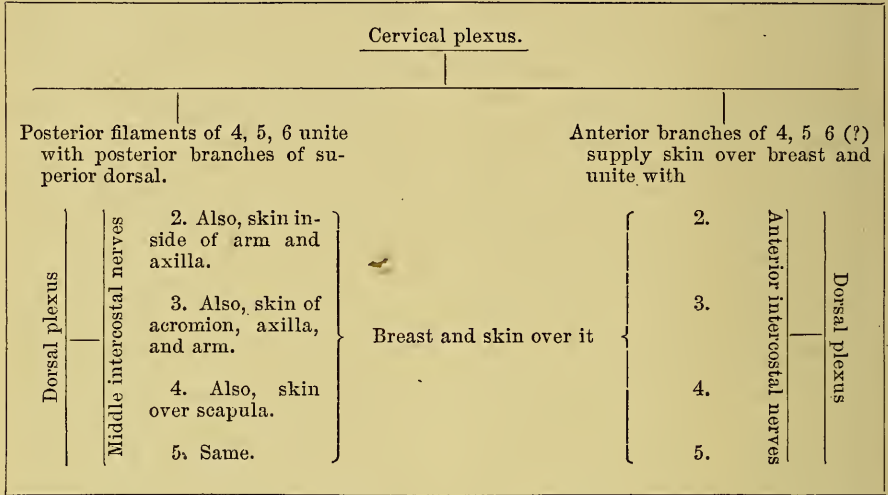 Cervical plexus.
Posterior filaments of 4, 5, 6 unite
with posterior branches of su-
perior dorsal.
Anterior branches of 4, 5 6 (?)
supply skin over breast and
unite with
Dorsal plexus
Middle intercostal nerves
2. Also, skin in-
side of arm and
axilla.
3. Also, skin of
acromion, axilla,
and arm.
4. Also, skin
over scapula.
5. Same.
Breast and skin over it
2.
3.
4.
5.
Anterior intercostal nerves
Dorsal plexus